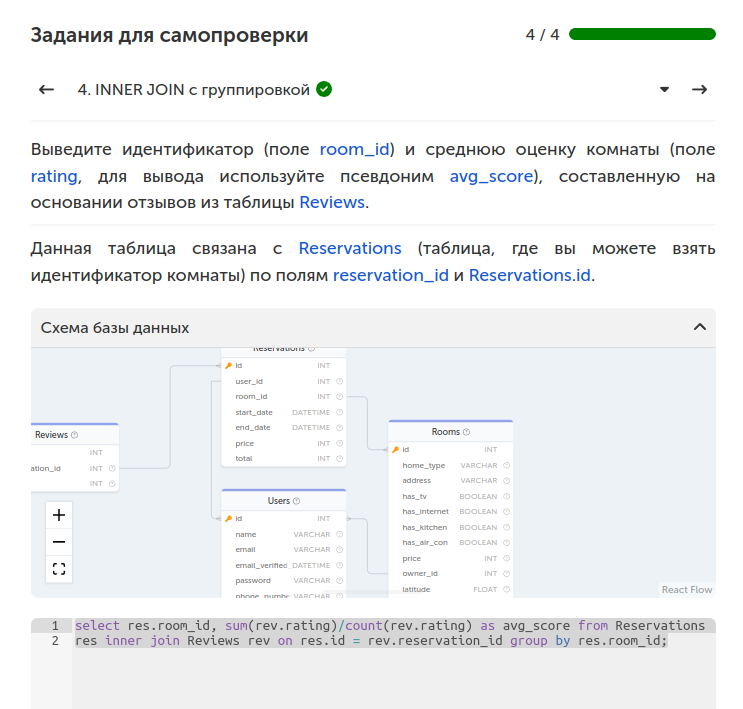 Задания для самопроверки
4 / 4
4. INNER JOIN с группировкой
Выведите идентификатор (поле room_id) и среднюю оценку комнаты (поле
rating, для вывода используйте псевдоним avg_score), составленную на
основании отзывов из таблицы Reviews.
Данная таблица связана с Reservations (таблица, где вы можете взять
идентификатор комнаты) по полям reservation_id и Reservations.id.
Схема базы данных
Reservations
id INT
user_id INT
room_id INT
start_date DATETIME
end_date DATETIME
price INT
total INT
Reviews
INT
ation_id INT
INT
Rooms
id INT
home_type VARCHAR
address VARCHAR
has_tv BOOLEAN
has_internet BOOLEAN
has_kitchen BOOLEAN
has_air_con BOOLEAN
price INT
owner_id INT
latitude FLOAT
Users
id INT
name VARCHAR
email VARCHAR
email_verified_ DATETIME
password VARCHAR
phone_numbe VARCHAR
React Flow
1 select res.room_id, sum(rev.rating)/count(rev.rating) as avg_score from Reservations
2 res inner join Reviews rev on res.id = rev.reservation_id group by res.room_id;